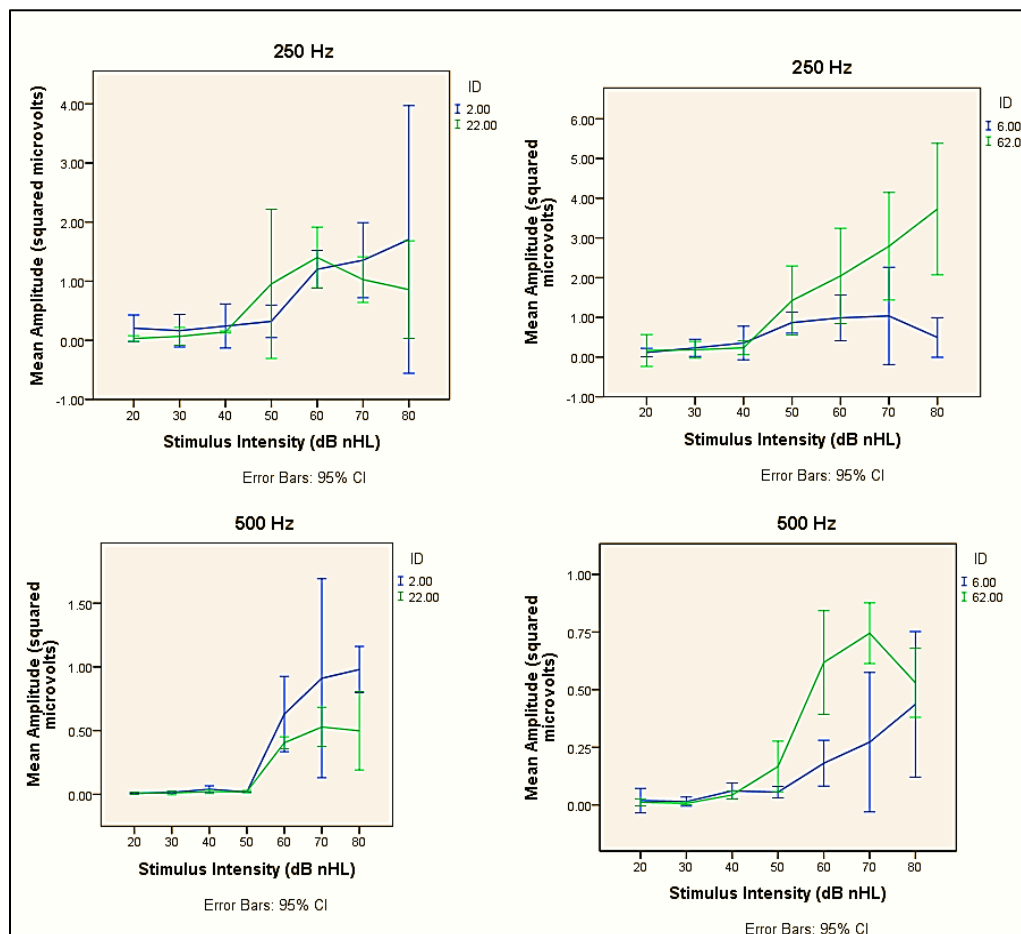 250 Hz
ID
2.00
22.00
Mean Amplitude (squared microvolts)
4.00
3.00
2.00
1.00
0.00
-1.00
20 30 40 50 60 70 80
Stimulus Intensity (dB nHL)
Error Bars: 95% CI
250 Hz
ID
6.00
62.00
Mean Amplitude (squared
microvolts)
6.00
5.00
4.00
3.00
2.00
1.00
0.00
-1.00
20 30 40 50 60 70 80
Stimulus Intensity (dB nHL)
Error Bars: 95% CI
500 Hz
ID
2.00
22.00
Mean Amplitude (squared
microvolts)
1.50
1.00
0.50
0.00
20 30 40 50 60 70 80
Stimulus Intensity (dB nHL)
Error Bars: 95% CI
500 Hz
ID
6.00
62.00
Mean Amplitude (squared
microvolts)
1.00
0.75
0.50
0.25
0.00
20 30 40 50 60 70 80
Stimulus Intensity (dB nHL)
Error Bars: 95% CI